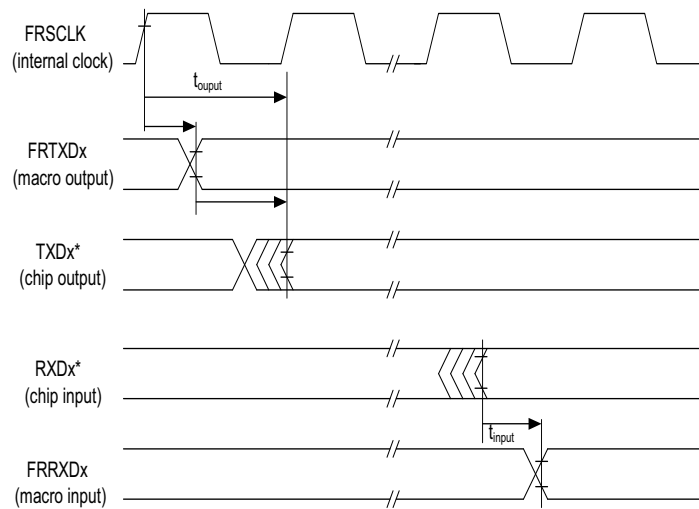 FRSCLK
(internal clock)
t_ouput
FRTXDx
(macro output)
TXDx*
(chip output)
RXDx*
(chip input)
t_input
FRRXDx
(macro input)